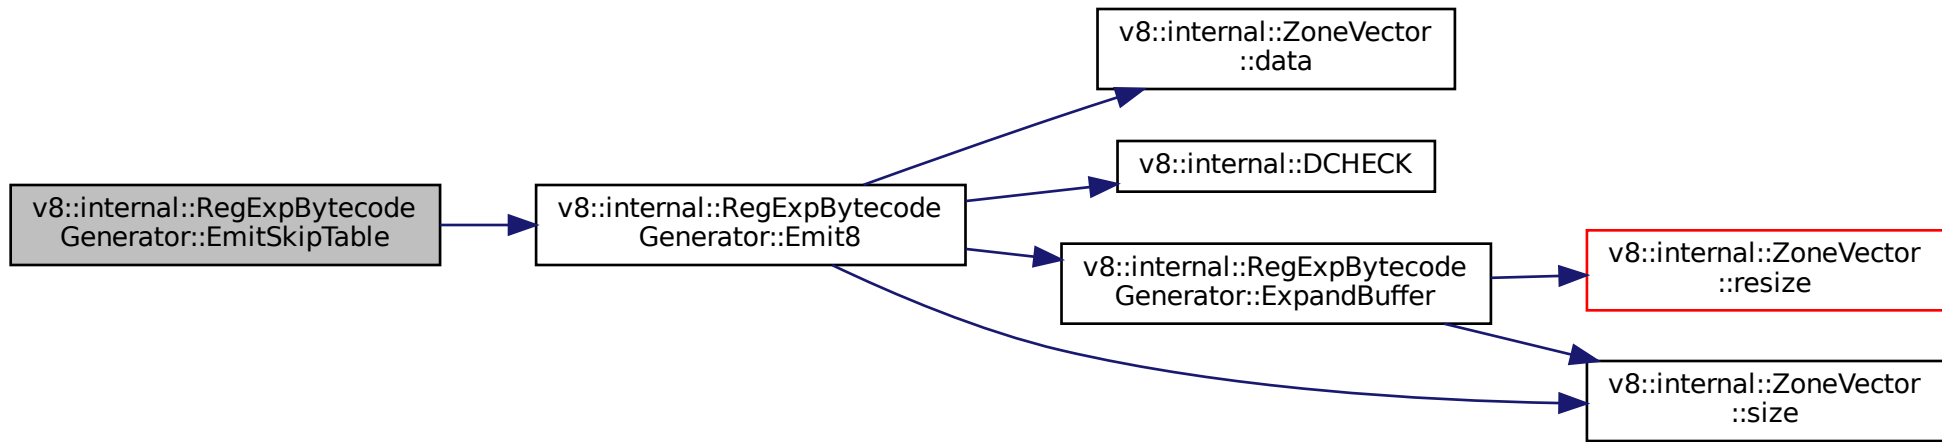 v8::internal::RegExpBytecode
Generator::EmitSkipTable
v8::internal::RegExpBytecode
Generator::Emit8
v8::internal::ZoneVector
::data
v8::internal::DCHECK
v8::internal::RegExpBytecode
Generator::ExpandBuffer
v8::internal::ZoneVector
::resize
v8::internal::ZoneVector
::size